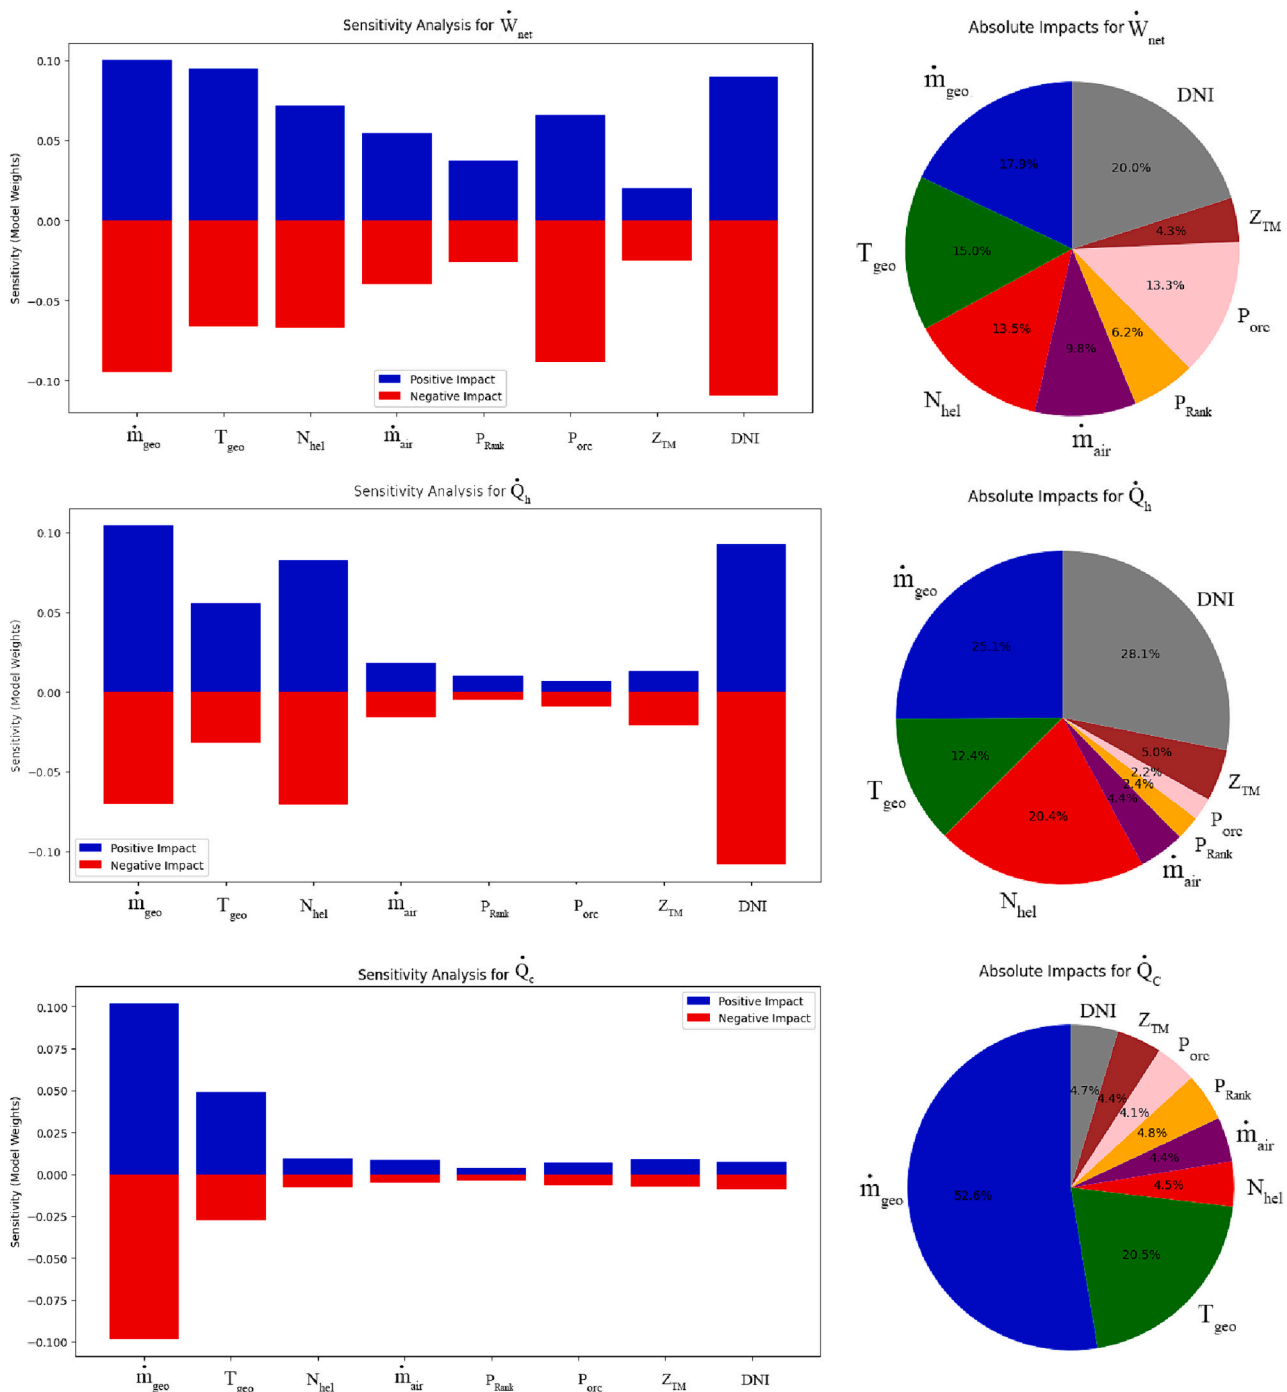 Sensitivity Analysis for Ẇnet
Sensitivity (Model Weights)
0.10
0.05
0.00
−0.05
−0.10
Positive Impact
Negative Impact
ṁgeo Tgeo Nhel ṁair PRank Porc ZTM DNI
Absolute Impacts for Ẇnet
ṁgeo
DNI
17.9%
20.0%
ZTM
4.3%
Tgeo
15.0%
13.3%
Porc
13.5%
9.8%
6.2%
Nhel
PRank
ṁair
Sensitivity Analysis for Q̇h
Sensitivity (Model Weights)
0.10
0.05
0.00
−0.05
−0.10
Positive Impact
Negative Impact
ṁgeo Tgeo Nhel ṁair PRank Porc ZTM DNI
Absolute Impacts for Q̇h
ṁgeo
DNI
25.1%
28.1%
12.4%
5.0%
Tgeo
2.2%
ZTM
2.4%
4.4%
Porc
20.4%
PRank
ṁair
Nhel
Sensitivity Analysis for Q̇c
Sensitivity (Model Weights)
0.100
0.075
0.050
0.025
0.000
−0.025
−0.050
−0.075
−0.100
Positive Impact
Negative Impact
ṁgeo Tgeo Nhel ṁair PRank Porc ZTM DNI
Absolute Impacts for Q̇C
DNI
ZTM
Porc
PRank
4.7%
4.4%
4.1%
4.8%
ṁair
4.4%
ṁgeo
52.6%
4.5%
Nhel
20.5%
Tgeo